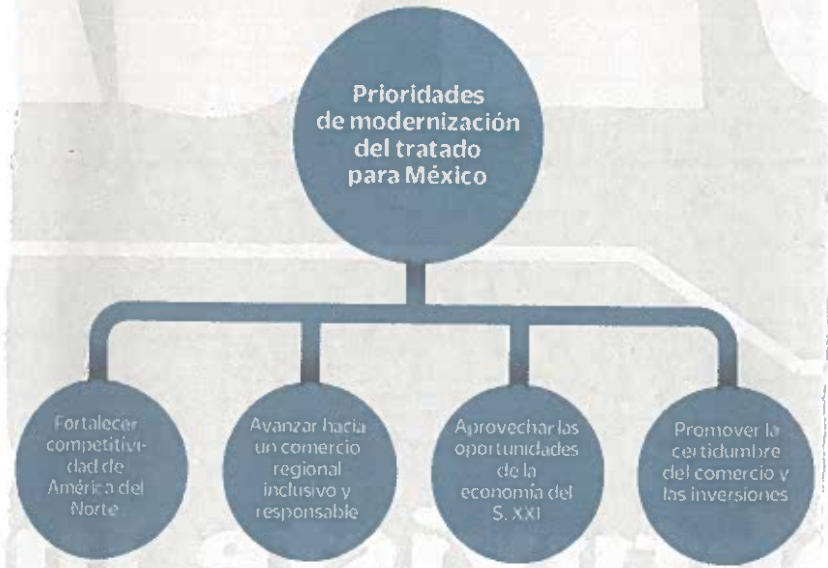 Prioridades
de modernización
del tratado
para México
Fortalecer
competitivi-
dad de
América del
Norte
Avanzar hacia
un comercio
regional
inclusivo y
responsable
Aprovechar las
oportunidades
de la
economía del
S. XXI
Promover la
certidumbre
del comercio y
las inversiones